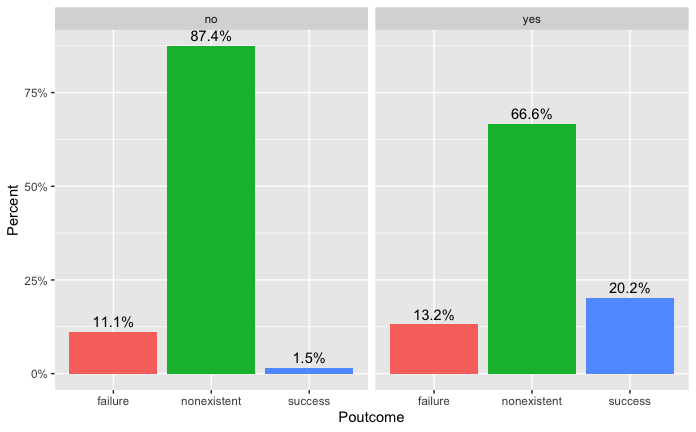 no
yes
87.4%
75%
66.6%
50%
Percent
25%
20.2%
13.2%
11.1%
1.5%
0%
failure
nonexistent
success
failure
nonexistent
success
Poutcome